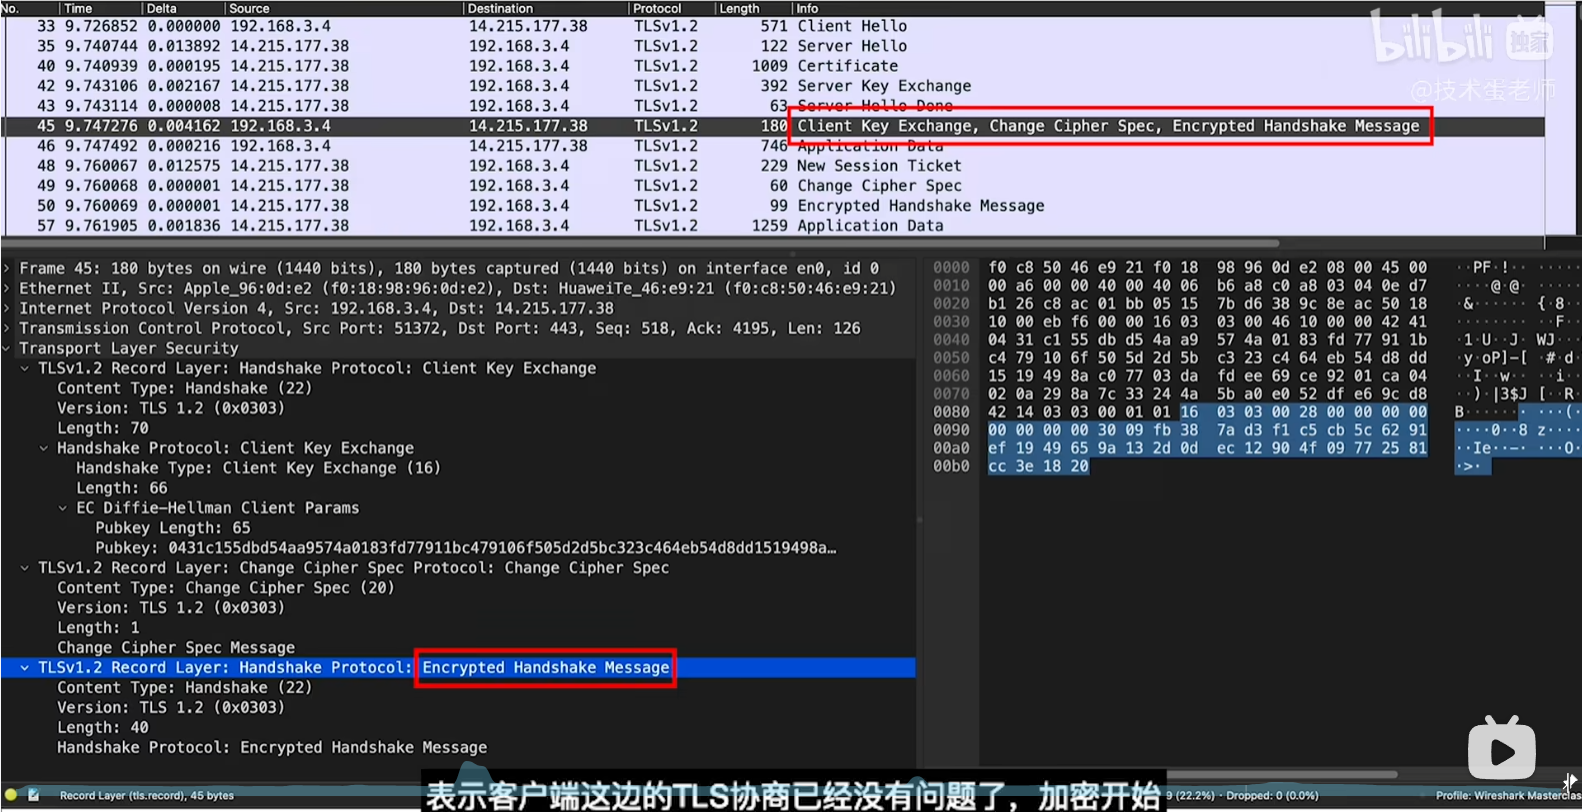 No. Time Delta Source Destination Protocol Length Info
33 9.726852 0.000000 192.168.3.4 14.215.177.38 TLSv1.2 571 Client Hello
35 9.740744 0.013892 14.215.177.38 192.168.3.4 TLSv1.2 122 Server Hello
40 9.740939 0.000195 14.215.177.38 192.168.3.4 TLSv1.2 1009 Certificate
42 9.743106 0.002167 14.215.177.38 192.168.3.4 TLSv1.2 392 Server Key Exchange
43 9.743114 0.000008 14.215.177.38 192.168.3.4 TLSv1.2 63 Server Hello Done
45 9.747276 0.004162 192.168.3.4 14.215.177.38 TLSv1.2 180 Client Key Exchange, Change Cipher Spec, Encrypted Handshake Message
46 9.747492 0.000216 192.168.3.4 14.215.177.38 TLSv1.2 746 Application Data
48 9.760067 0.012575 14.215.177.38 192.168.3.4 TLSv1.2 229 New Session Ticket
49 9.760068 0.000001 14.215.177.38 192.168.3.4 TLSv1.2 60 Change Cipher Spec
50 9.760069 0.000001 14.215.177.38 192.168.3.4 TLSv1.2 99 Encrypted Handshake Message
57 9.761905 0.001836 14.215.177.38 192.168.3.4 TLSv1.2 1259 Application Data
bilibili 独家
@技术蛋老师
Frame 45: 180 bytes on wire (1440 bits), 180 bytes captured (1440 bits) on interface en0, id 0
Ethernet II, Src: Apple_96:0d:e2 (f0:18:98:96:0d:e2), Dst: HuaweiTe_46:e9:21 (f0:c8:50:46:e9:21)
Internet Protocol Version 4, Src: 192.168.3.4, Dst: 14.215.177.38
Transmission Control Protocol, Src Port: 51372, Dst Port: 443, Seq: 518, Ack: 4195, Len: 126
Transport Layer Security
TLSv1.2 Record Layer: Handshake Protocol: Client Key Exchange
Content Type: Handshake (22)
Version: TLS 1.2 (0x0303)
Length: 70
Handshake Protocol: Client Key Exchange
Handshake Type: Client Key Exchange (16)
Length: 66
EC Diffie-Hellman Client Params
Pubkey Length: 65
Pubkey: 0431c155dbd54aa9574a0183fd77911bc479106f505d2d5bc323c464eb54d8dd1519498a…
TLSv1.2 Record Layer: Change Cipher Spec Protocol: Change Cipher Spec
Content Type: Change Cipher Spec (20)
Version: TLS 1.2 (0x0303)
Length: 1
Change Cipher Spec Message
TLSv1.2 Record Layer: Handshake Protocol: Encrypted Handshake Message
Content Type: Handshake (22)
Version: TLS 1.2 (0x0303)
Length: 40
Handshake Protocol: Encrypted Handshake Message
0000 f0 c8 50 46 e9 21 f0 18 98 96 0d e2 08 00 45 00
0010 00 a6 00 00 40 00 40 06 b6 a8 c0 a8 03 04 0e d7
0020 b1 26 c8 ac 01 bb 05 15 7b d6 38 9c 8e ac 50 18
0030 10 00 eb f6 00 00 16 03 03 00 46 10 00 00 42 41
0040 04 31 c1 55 db d5 4a a9 57 4a 01 83 fd 77 91 1b
0050 c4 79 10 6f 50 5d 2d 5b c3 23 c4 64 eb 54 d8 dd
0060 15 19 49 8a c0 77 03 da fd ee 69 ce 92 01 ca 04
0070 02 0a 29 8a 7c 33 24 4a 5b a0 e0 52 df e6 9c d8
0080 42 14 03 03 00 01 01 16 03 03 00 28 00 00 00 00
0090 00 00 00 00 30 09 fb 38 7a d3 f1 c5 cb 5c 62 91
00a0 ef 19 49 65 9a 13 2d 0d ec 12 90 4f 09 77 25 81
00b0 cc 3e 18 20
表示客户端这边的TLS协商已经没有问题了，加密开始
Record Layer (tls.record), 45 bytes
9 (22.2%) · Dropped: 0 (0.0%)
Profile: Wireshark Masterclass